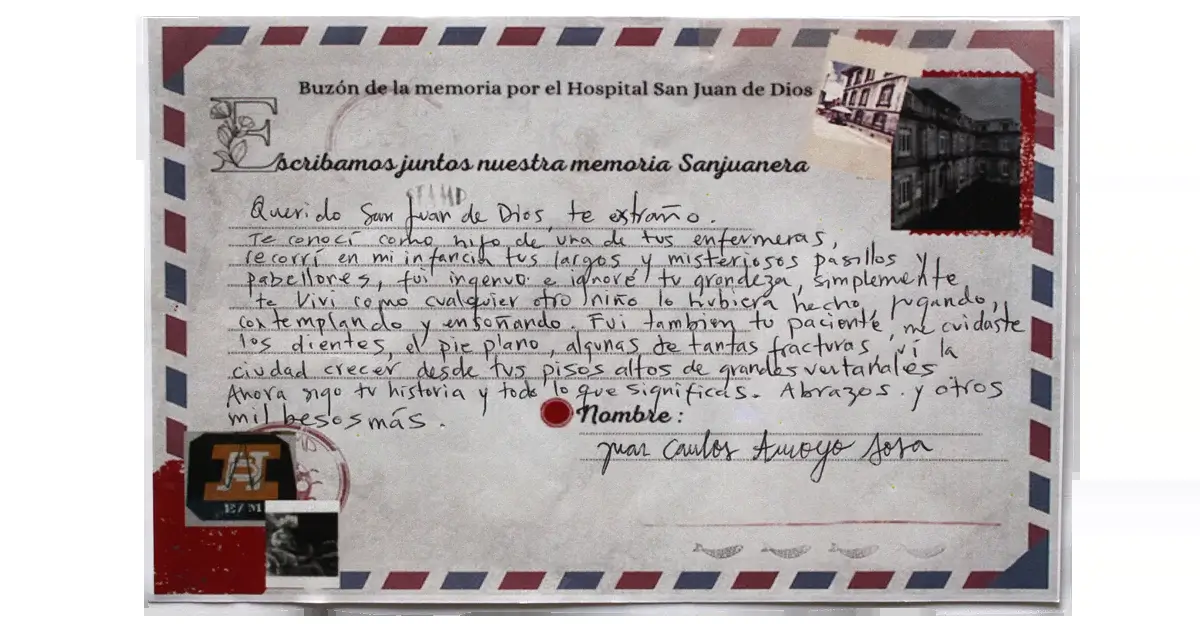 Buzón de la memoria por el Hospital San Juan de Dios
Escribamos juntos nuestra memoria Sanjuanera
STAMP
Querido San Juan de Dios, te extraño.
Te conocí como hijo de una de tus enfermeras,
recorrí en mi infancia tus largos y misteriosos pasillos y
pabellones, fui ingenuo e ignoré tu grandeza, simplemente
te viví como cualquier otro niño lo hubiera hecho, jugando,
contemplando y ensoñando. Fui tambien tu paciente, me cuidaste
los dientes, el pie plano, algunas de tantas fracturas, ví la
ciudad crecer desde tus pisos altos de grandes ventanales
Ahora sigo tu historia y todo lo que significas. Abrazos y otros
mil besos más.
Nombre:
Juan Carlos Arroyo Sosa
E/M